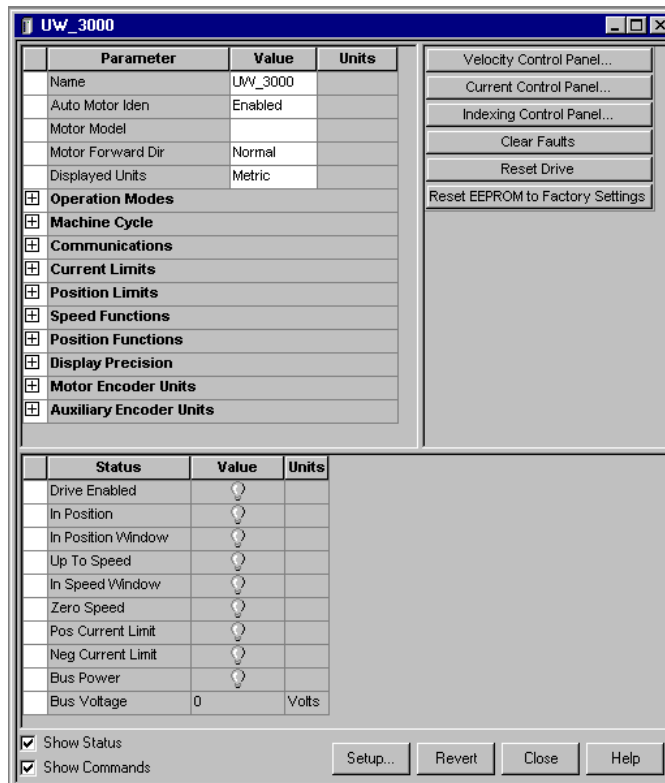 UW_3000
Parameter Value Units
Name UW_3000
Auto Motor Iden Enabled
Motor Model
Motor Forward Dir Normal
Displayed Units Metric
Operation Modes
Machine Cycle
Communications
Current Limits
Position Limits
Speed Functions
Position Functions
Display Precision
Motor Encoder Units
Auxiliary Encoder Units
Velocity Control Panel...
Current Control Panel...
Indexing Control Panel...
Clear Faults
Reset Drive
Reset EEPROM to Factory Settings
Status Value Units
Drive Enabled
In Position
In Position Window
Up To Speed
In Speed Window
Zero Speed
Pos Current Limit
Neg Current Limit
Bus Power
Bus Voltage 0 Volts
Show Status
Show Commands
Setup... Revert Close Help